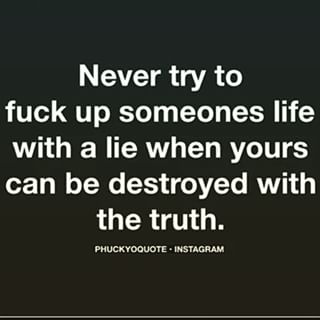 Never try to
fuck up someones life
with a lie when yours
can be destroyed with
the truth.
PHUCKYOQUOTE • INSTAGRAM